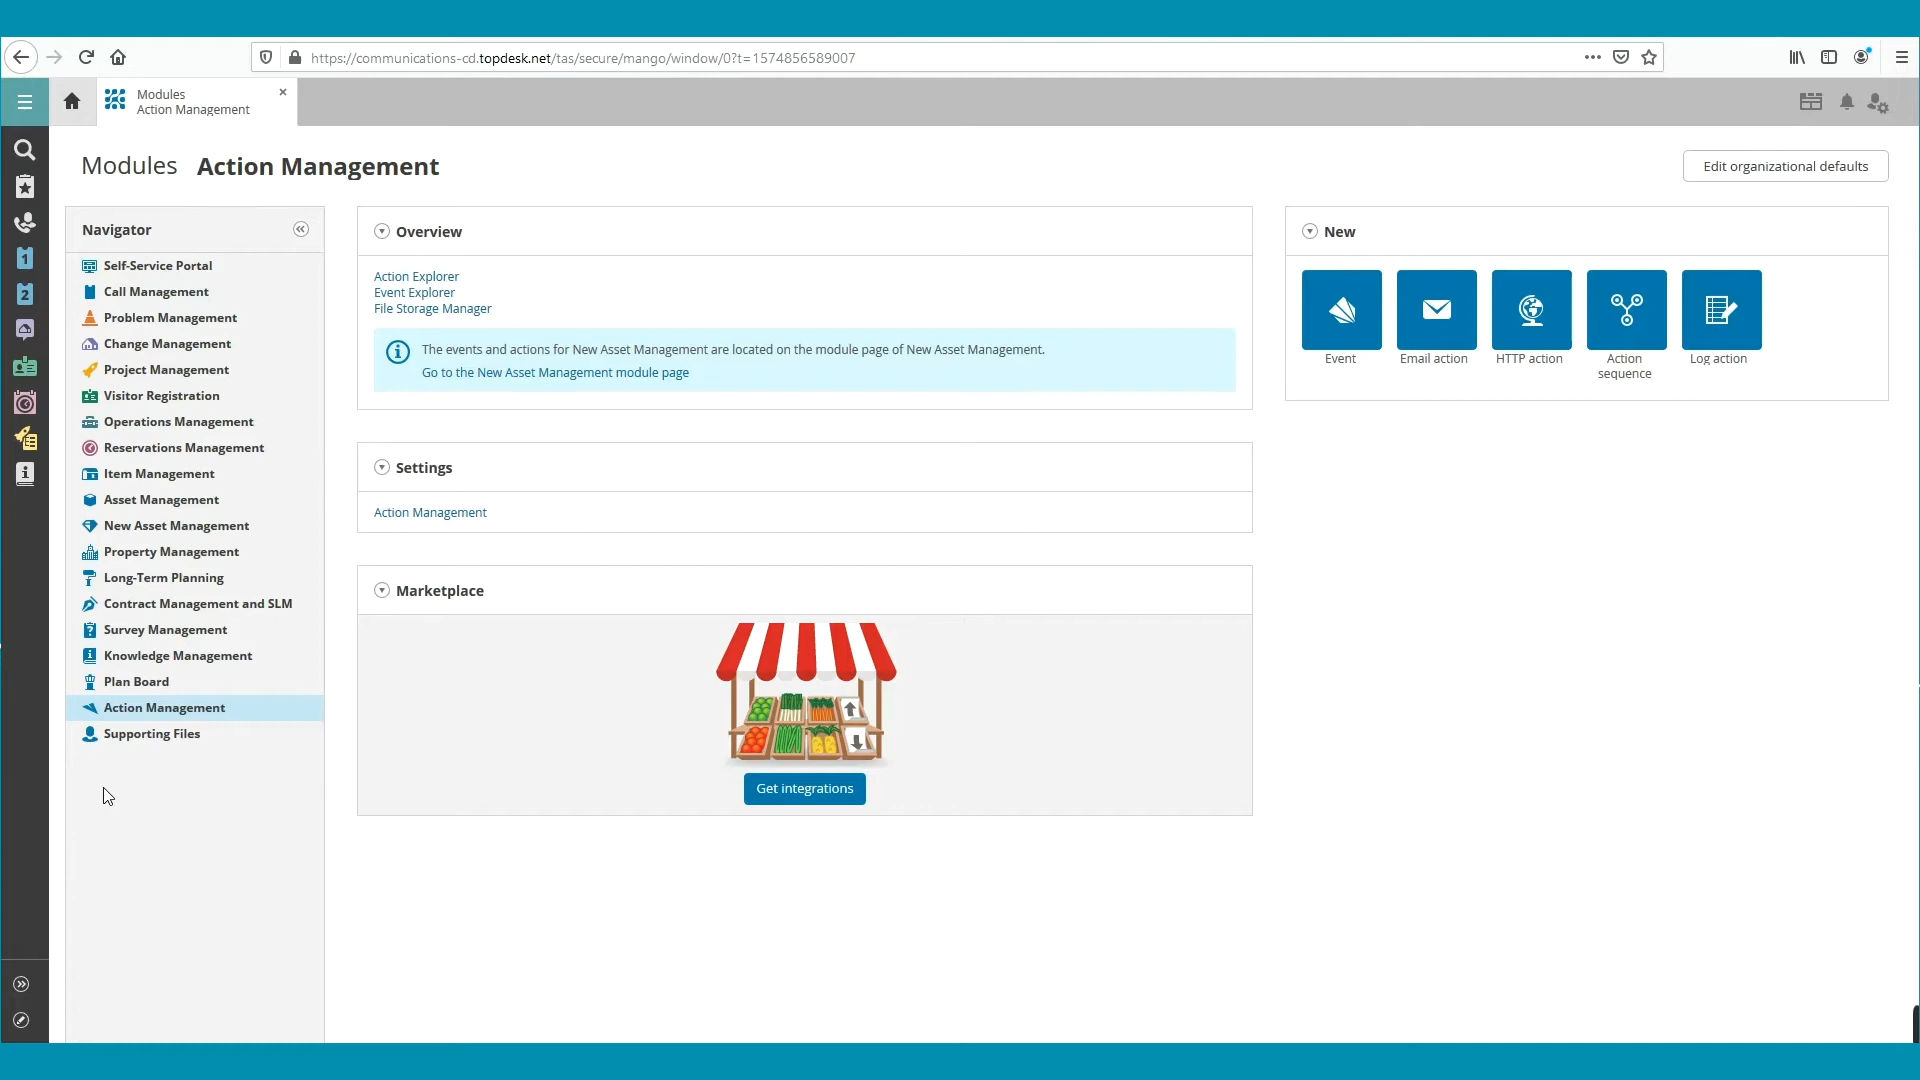 https://communications-cd.topdesk.net/tas/secure/mango/window/0?t=1574856589007
Modules
Action Management
Modules Action Management
Edit organizational defaults
Navigator
Self-Service Portal
Call Management
Problem Management
Change Management
Project Management
Visitor Registration
Operations Management
Reservations Management
Item Management
Asset Management
New Asset Management
Property Management
Long-Term Planning
Contract Management and SLM
Survey Management
Knowledge Management
Plan Board
Action Management
Supporting Files
1
2
Overview
Action Explorer
Event Explorer
File Storage Manager
The events and actions for New Asset Management are located on the module page of New Asset Management.
Go to the New Asset Management module page
Settings
Action Management
Marketplace
Get integrations
New
Event
Email action
HTTP action
Action
sequence
Log action